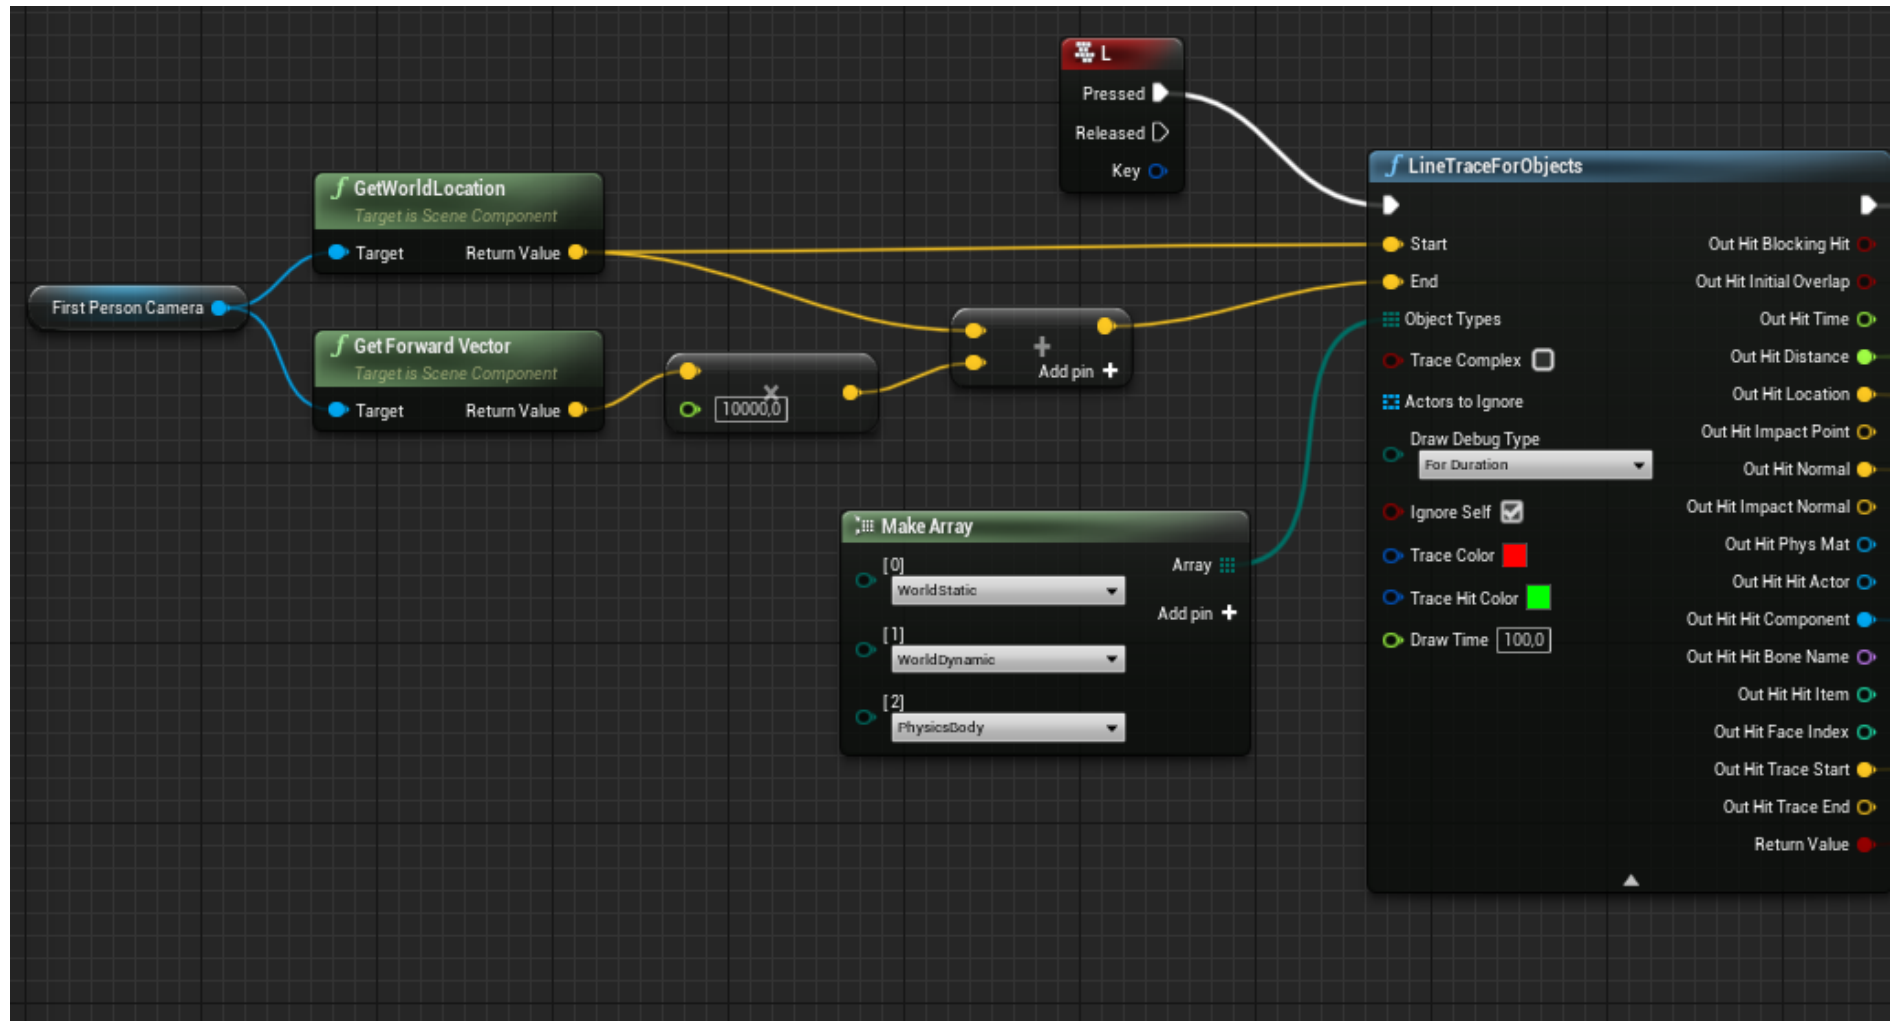 L
Pressed
Released
Key
f LineTraceForObjects
f GetWorldLocation
Target is Scene Component
Target
Return Value
First Person Camera
f Get Forward Vector
Target is Scene Component
Target
Return Value
×
10000,0
+
Add pin +
Make Array
[0]
WorldStatic
Array
Add pin +
[1]
WorldDynamic
[2]
PhysicsBody
Start
End
Object Types
Trace Complex
Actors to Ignore
Draw Debug Type
For Duration
Ignore Self
Trace Color
Trace Hit Color
Draw Time 100,0
Out Hit Blocking Hit
Out Hit Initial Overlap
Out Hit Time
Out Hit Distance
Out Hit Location
Out Hit Impact Point
Out Hit Normal
Out Hit Impact Normal
Out Hit Phys Mat
Out Hit Hit Actor
Out Hit Hit Component
Out Hit Hit Bone Name
Out Hit Hit Item
Out Hit Face Index
Out Hit Trace Start
Out Hit Trace End
Return Value